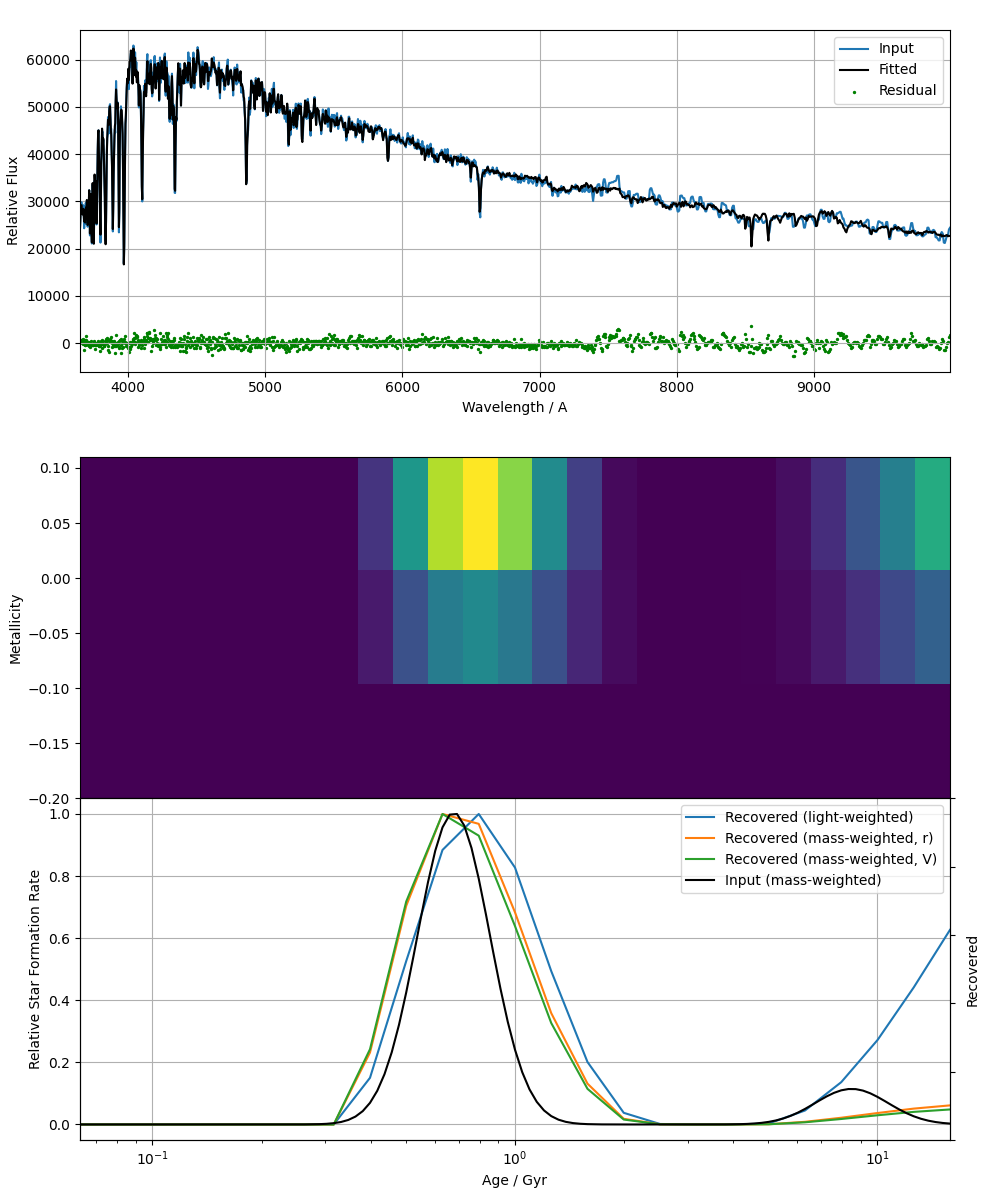 60000
50000
40000
30000
20000
10000
0
Relative Flux
Input
Fitted
Residual
4000
5000
6000
7000
8000
9000
Wavelength / A
0.10
0.05
0.00
−0.05
−0.10
−0.15
−0.20
Metallicity
1.0
0.8
0.6
0.4
0.2
0.0
Relative Star Formation Rate
Recovered (light-weighted)
Recovered (mass-weighted, r)
Recovered (mass-weighted, V)
Input (mass-weighted)
Recovered
10⁻¹
10⁰
10¹
Age / Gyr